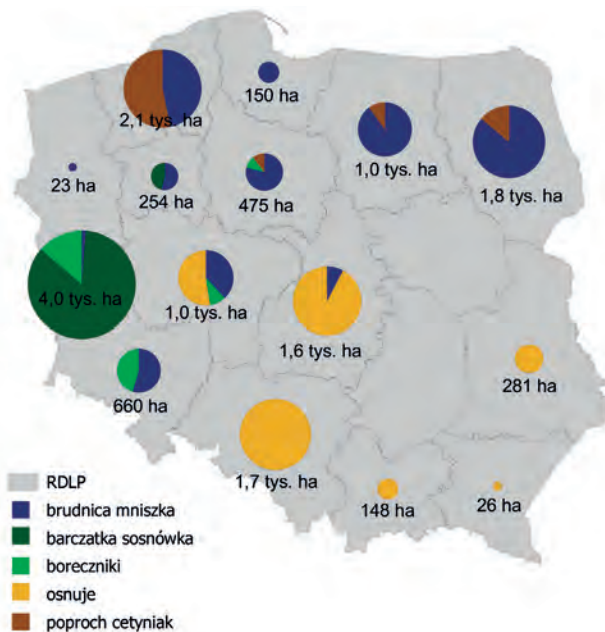 2,1 tys. ha
150 ha
1,0 tys. ha
1,8 tys. ha
23 ha
254 ha
475 ha
4,0 tys. ha
1,0 tys. ha
1,6 tys. ha
281 ha
660 ha
1,7 tys. ha
148 ha
26 ha
RDLP
brudnica mniszka
barczatka sosnówka
boreczniki
osnuje
poproch cetyniak